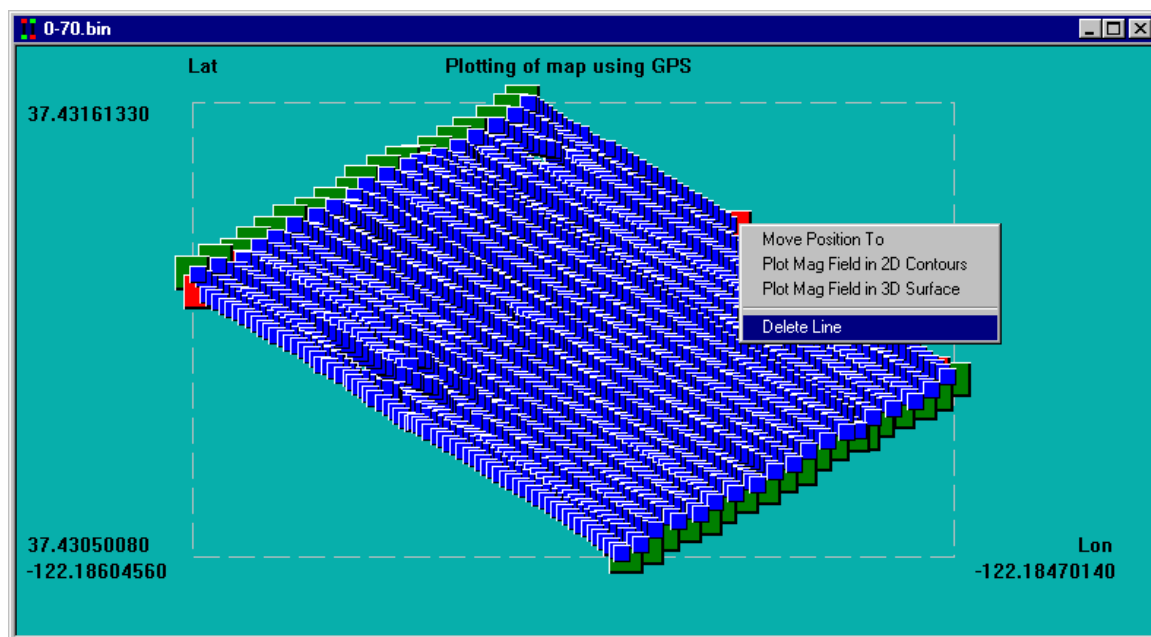 0-70.bin
Lat
Plotting of map using GPS
37.43161330
Move Position To
Plot Mag Field in 2D Contours
Plot Mag Field in 3D Surface
Delete Line
37.43050080
Lon
-122.18604560
-122.18470140